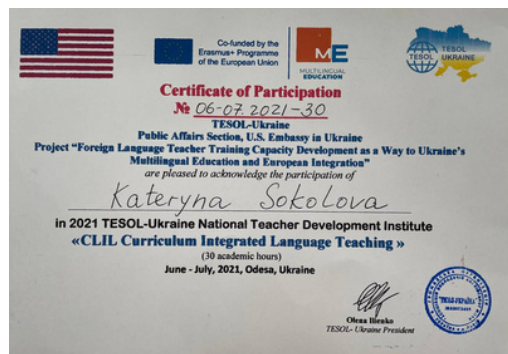 Co-funded by the
Erasmus+ Programme
of the European Union
ME
MULTILINGUAL
EDUCATION
TESOL
TESOL
UKRAINE
Certificate of Participation
№ 06-07.2021-30
TESOL-Ukraine
Public Affairs Section, U.S. Embassy in Ukraine
Project “Foreign Language Teacher Training Capacity Development as a Way to Ukraine's
Multilingual Education and European Integration”
are pleased to acknowledge the participation of
Kateryna Sokolova
in 2021 TESOL-Ukraine National Teacher Development Institute
«CLIL Curriculum Integrated Language Teaching »
(30 academic hours)
June - July, 2021, Odesa, Ukraine
Olena Ilienko
TESOL- Ukraine President